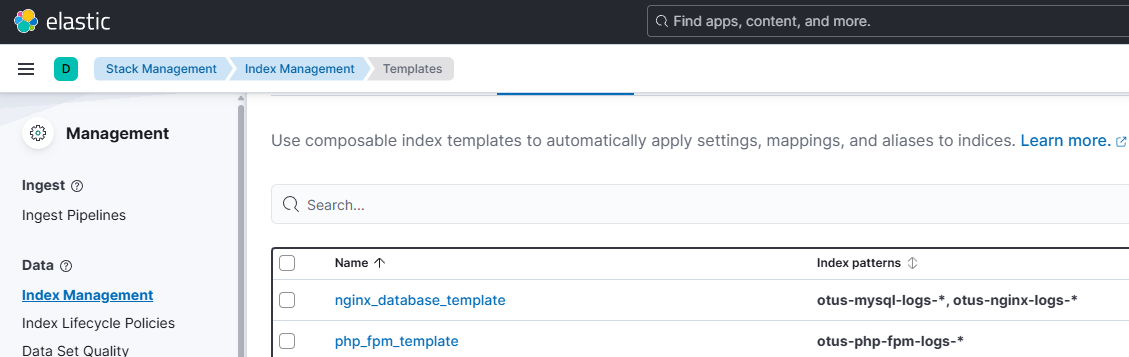 elastic
Find apps, content, and more.
D
Stack Management
Index Management
Templates
Management
Ingest
Ingest Pipelines
Data
Index Management
Index Lifecycle Policies
Data Set Quality
Use composable index templates to automatically apply settings, mappings, and aliases to indices. Learn more.
Search...
Name
Index patterns
nginx_database_template
otus-mysql-logs-*, otus-nginx-logs-*
php_fpm_template
otus-php-fpm-logs-*